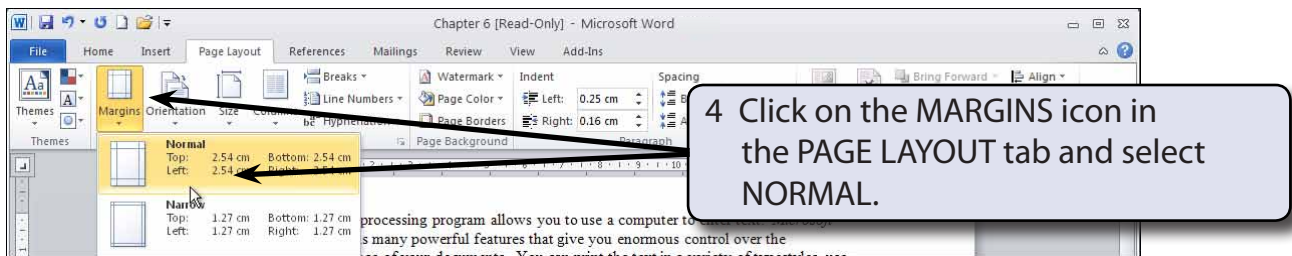 Chapter 6 [Read-Only] - Microsoft Word
File Home Insert Page Layout References Mailings Review View Add-Ins
Breaks Watermark Indent Spacing Bring Forward Align
Line Numbers Page Color Left: 0.25 cm
Themes Margins Orientation Size Page Borders Right: 0.16 cm
Themes Page Background
4 Click on the MARGINS icon in
the PAGE LAYOUT tab and select
NORMAL.
Normal
Top: 2.54 cm Bottom: 2.54 cm
Left: 2.54
Narrow
Top: 1.27 cm Bottom: 1.27 cm
Left: 1.27 cm Right: 1.27 cm
processing program allows you to use a computer to
s many powerful features that give you enormous control over the